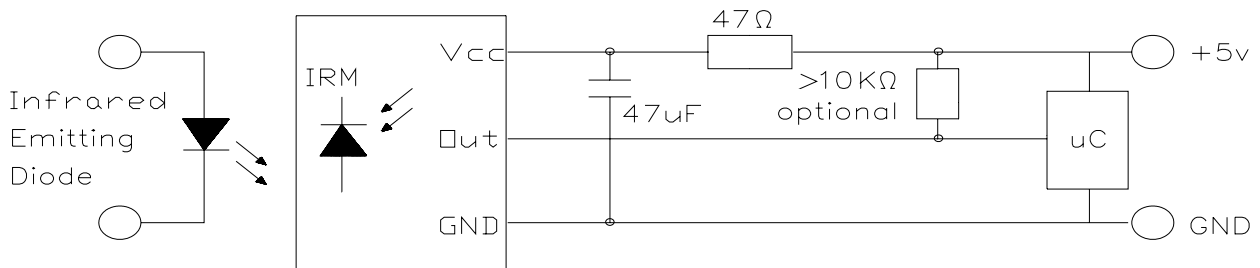 Infrared
Emitting
Diode
IRM
Vcc
Out
GND
47uF
47Ω
>10KΩ
optional
uC
+5v
GND